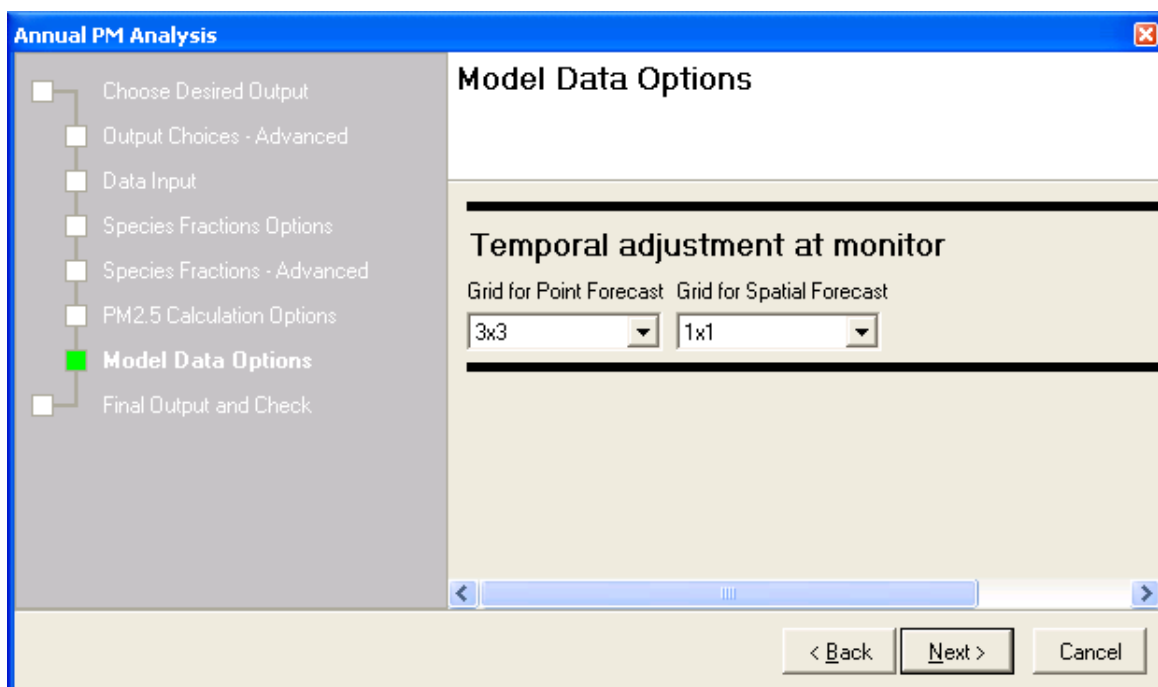 Annual PM Analysis
Choose Desired Output
Output Choices - Advanced
Data Input
Species Fractions Options
Species Fractions - Advanced
PM2.5 Calculation Options
Model Data Options
Final Output and Check
Model Data Options
Temporal adjustment at monitor
Grid for Point Forecast Grid for Spatial Forecast
3x3 1x1
< Back Next > Cancel